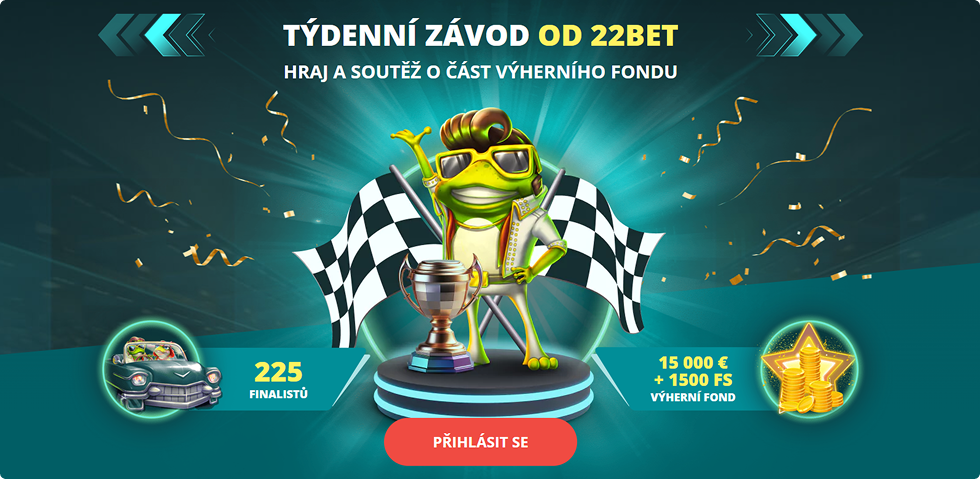 TÝDENNÍ ZÁVOD OD 22BET
HRAJ A SOUTĚŽ O ČÁST VÝHERNÍHO FONDU
225
FINALISTŮ
15 000 €
+ 1500 FS
VÝHERNÍ FOND
PŘIHLÁSIT SE